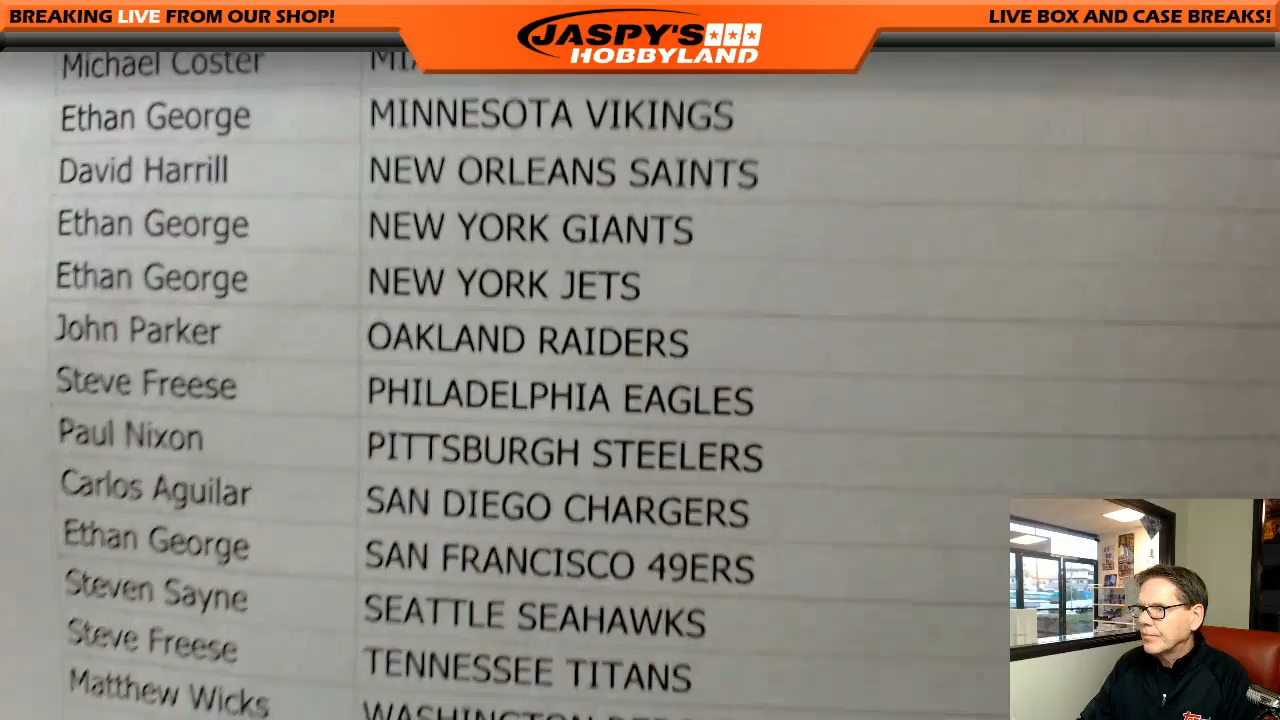 BREAKING LIVE FROM OUR SHOP!
JASPY'S
HOBBYLAND
LIVE BOX AND CASE BREAKS!
Michael Coster
Ethan George MINNESOTA VIKINGS
David Harrill NEW ORLEANS SAINTS
Ethan George NEW YORK GIANTS
Ethan George NEW YORK JETS
John Parker OAKLAND RAIDERS
Steve Freese PHILADELPHIA EAGLES
Paul Nixon PITTSBURGH STEELERS
Carlos Aguilar SAN DIEGO CHARGERS
Ethan George SAN FRANCISCO 49ERS
Steven Sayne SEATTLE SEAHAWKS
Steve Freese TENNESSEE TITANS
Matthew Wicks WASHINGTON